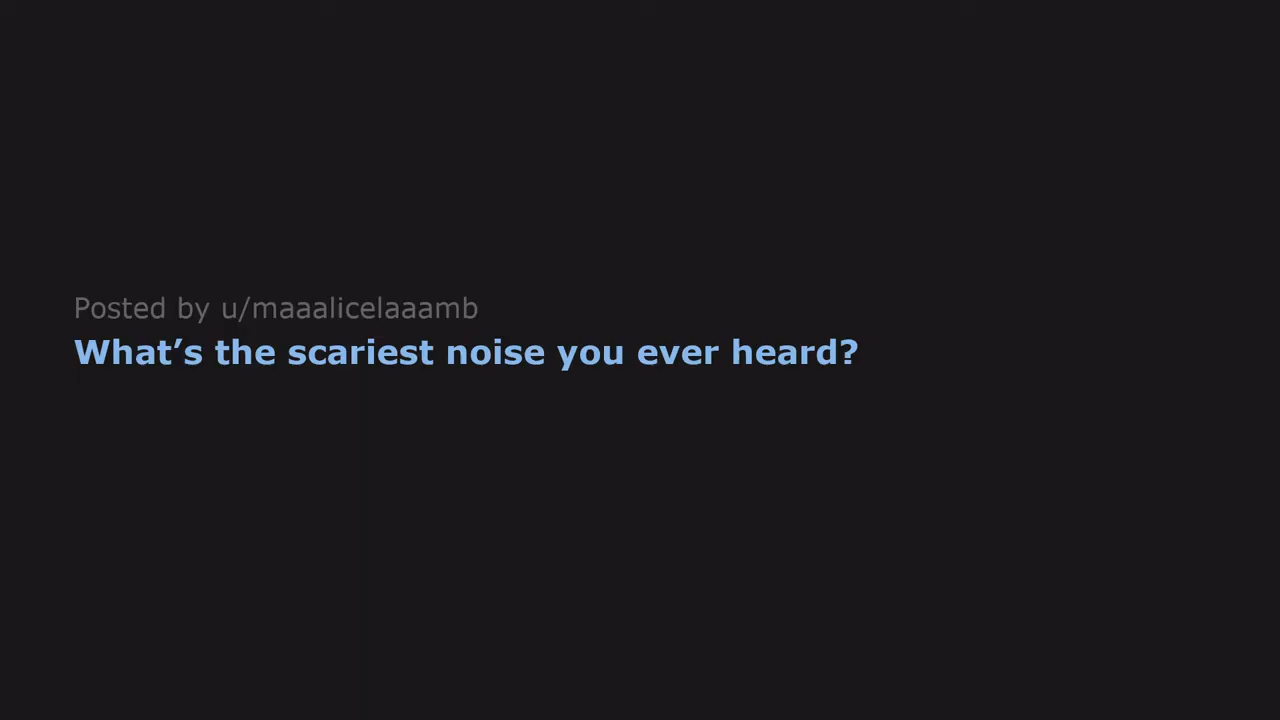 Posted by u/maaalicelaaamb
What’s the scariest noise you ever heard?